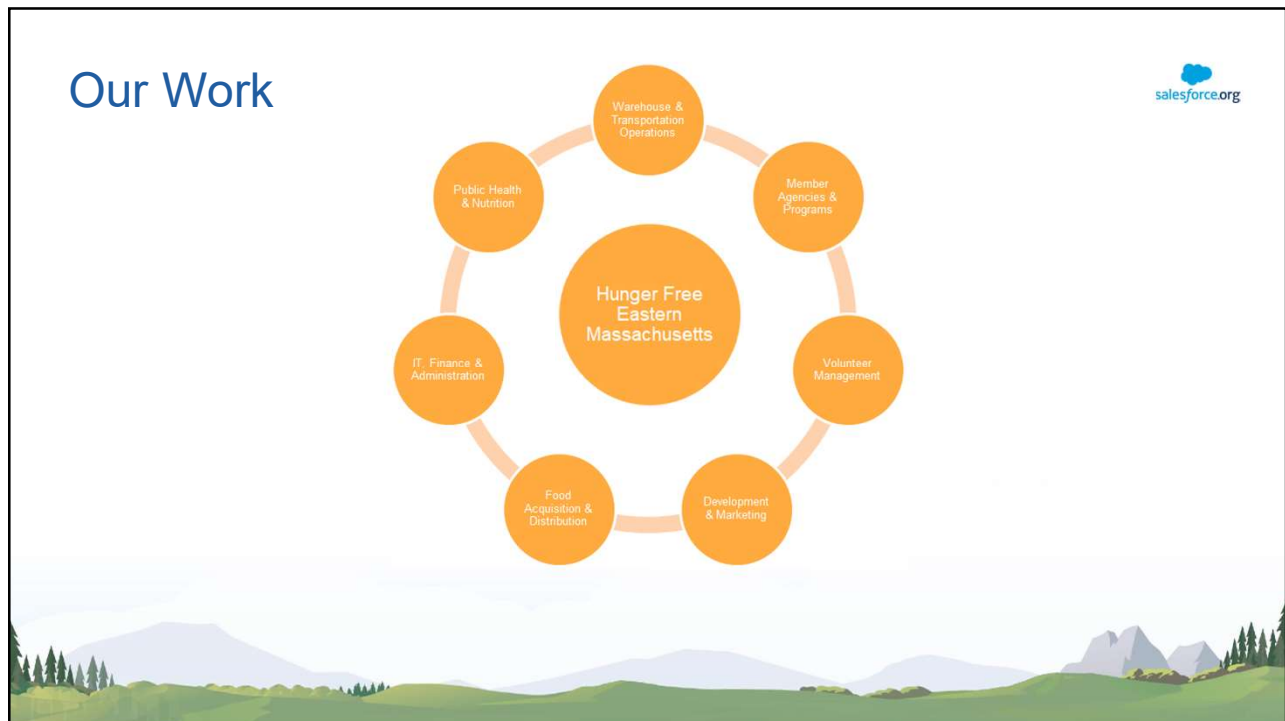 Our Work
salesforce.org
Warehouse &
Transportation
Operations
Member
Agencies &
Programs
Volunteer
Management
Development
& Marketing
Food
Acquisition &
Distribution
IT, Finance &
Administration
Public Health
& Nutrition
Hunger Free
Eastern
Massachusetts